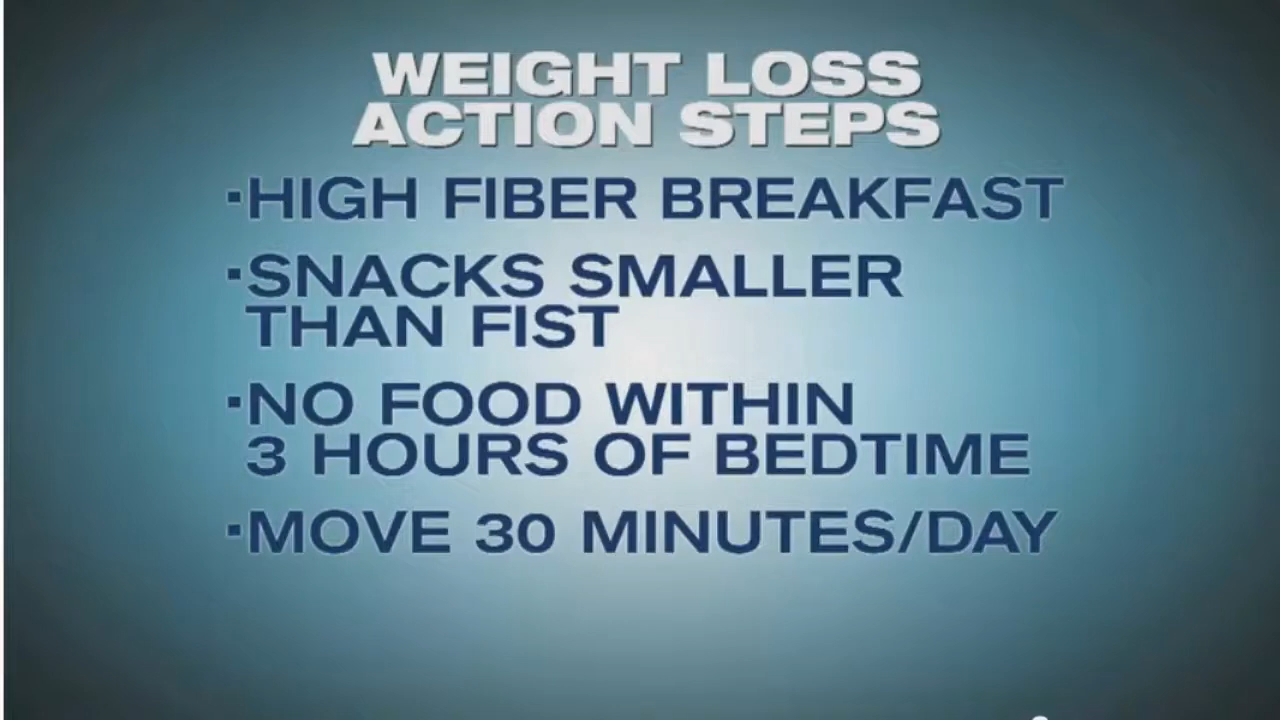 WEIGHT LOSS
ACTION STEPS
·HIGH FIBER BREAKFAST
·SNACKS SMALLER
THAN FIST
·NO FOOD WITHIN
3 HOURS OF BEDTIME
·MOVE 30 MINUTES/DAY